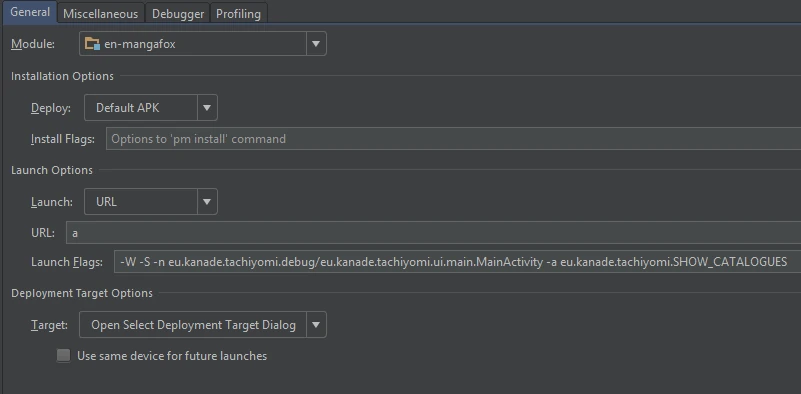 General Miscellaneous Debugger Profiling
Module: en-mangafox
Installation Options
Deploy: Default APK
Install Flags: Options to 'pm install' command
Launch Options
Launch: URL
URL: a
Launch Flags: -W -S -n eu.kanade.tachiyomi.debug/eu.kanade.tachiyomi.ui.main.MainActivity -a eu.kanade.tachiyomi.SHOW_CATALOGUES
Deployment Target Options
Target: Open Select Deployment Target Dialog
Use same device for future launches